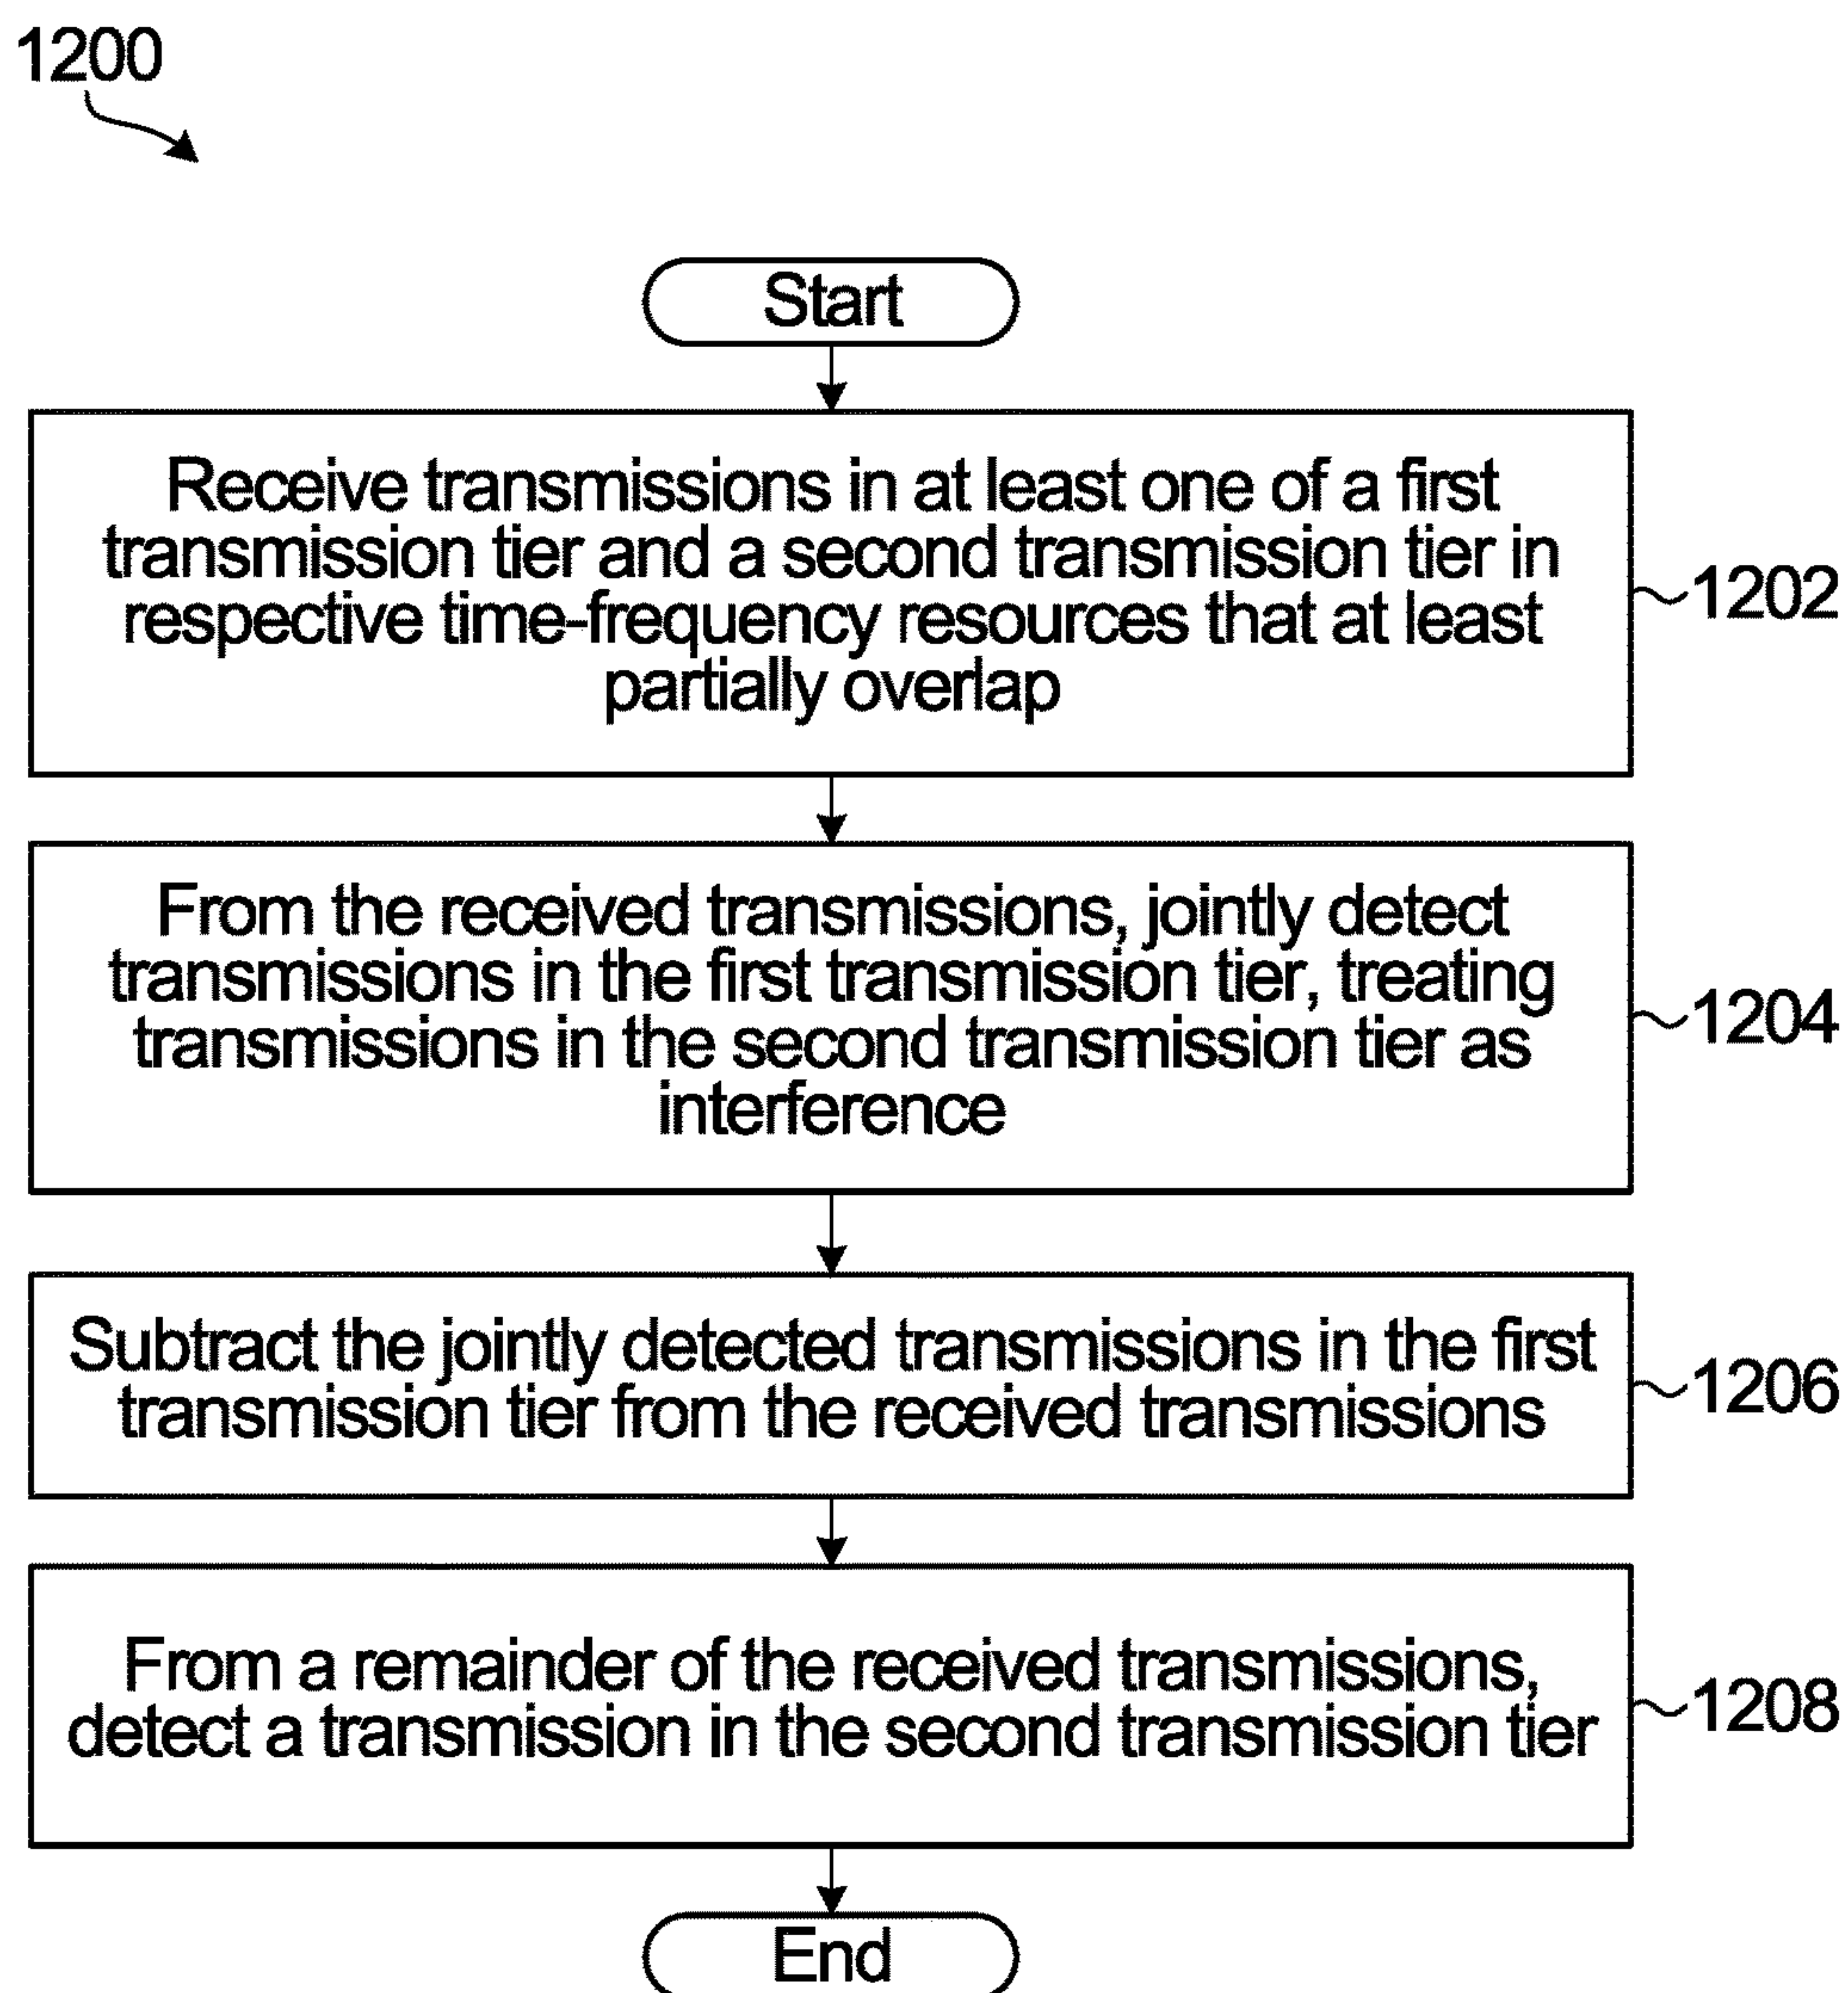 1200
Start
Receive transmissions in at least one of a first
transmission tier and a second transmission tier in
respective time-frequency resources that at least
partially overlap
1202
From the received transmissions, jointly detect
transmissions in the first transmission tier, treating
transmissions in the second transmission tier as
interference
1204
Subtract the jointly detected transmissions in the first
transmission tier from the received transmissions
1206
From a remainder of the received transmissions,
detect a transmission in the second transmission tier
1208
End